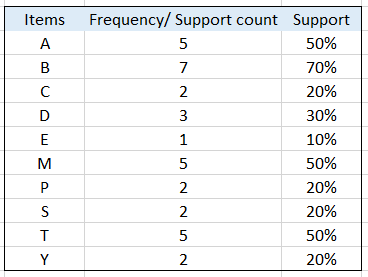 Items Frequency/ Support count Support
A 5 50%
B 7 70%
C 2 20%
D 3 30%
E 1 10%
M 5 50%
P 2 20%
S 2 20%
T 5 50%
Y 2 20%